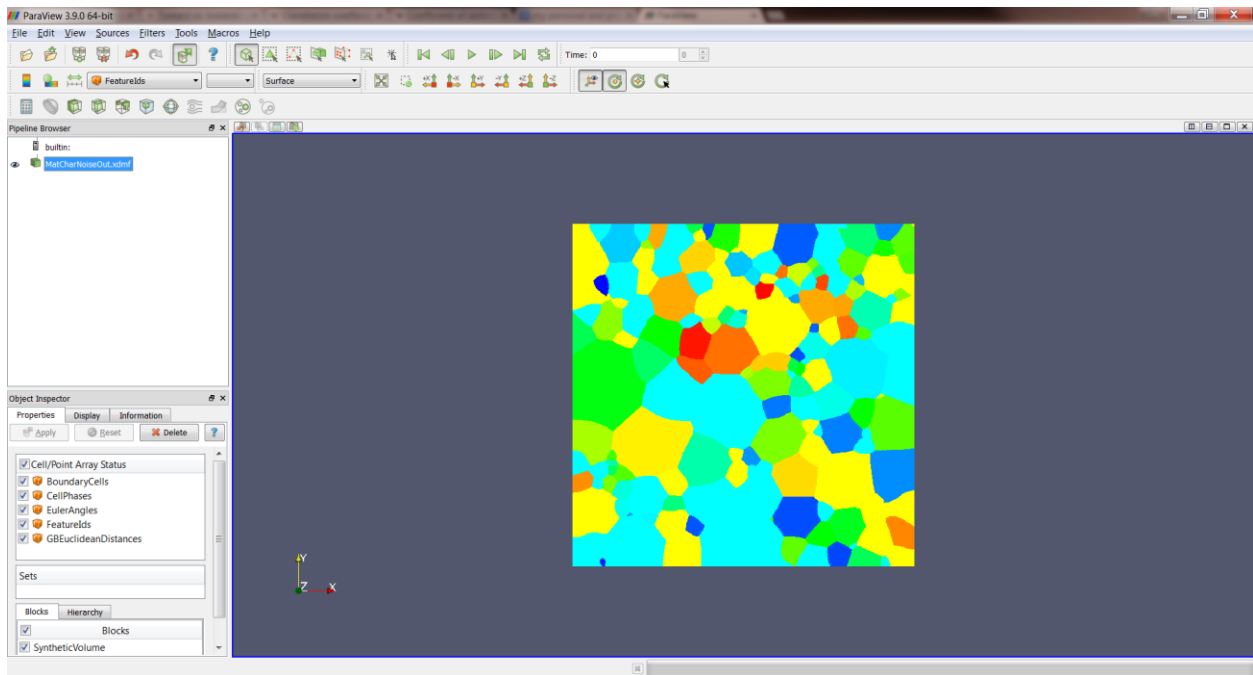 ParaView 3.9.0 64-bit
File Edit View Sources Filters Tools Macros Help
Time: 0 0
FeatureIds Surface +X -X +Y -Y +Z -Z
Pipeline Browser
builtin:
MatCharNoiseOut.xdmf
Object Inspector
Properties Display Information
Apply Reset Delete ?
Cell/Point Array Status
BoundaryCells
CellPhases
EulerAngles
FeatureIds
GBEuclideanDistances
Sets
Blocks Hierarchy
Blocks
SyntheticVolume
Y
Z X